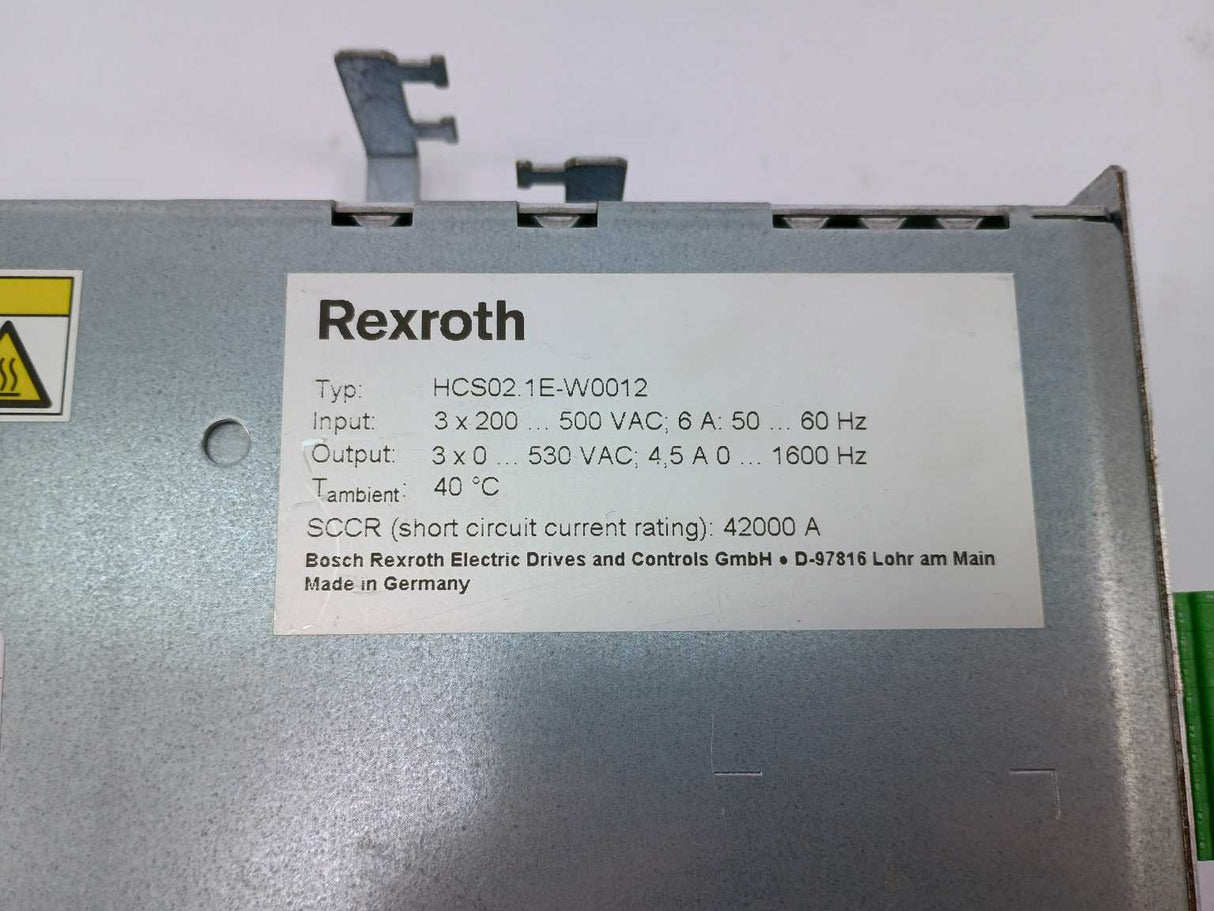 Rexroth
Typ: HCS02.1E-W0012
Input: 3 x 200 ... 500 VAC; 6 A: 50 ... 60 Hz
Output: 3 x 0 ... 530 VAC; 4,5 A 0 ... 1600 Hz
Tambient: 40 °C
SCCR (short circuit current rating): 42000 A
Bosch Rexroth Electric Drives and Controls GmbH • D-97816 Lohr am Main
Made in Germany